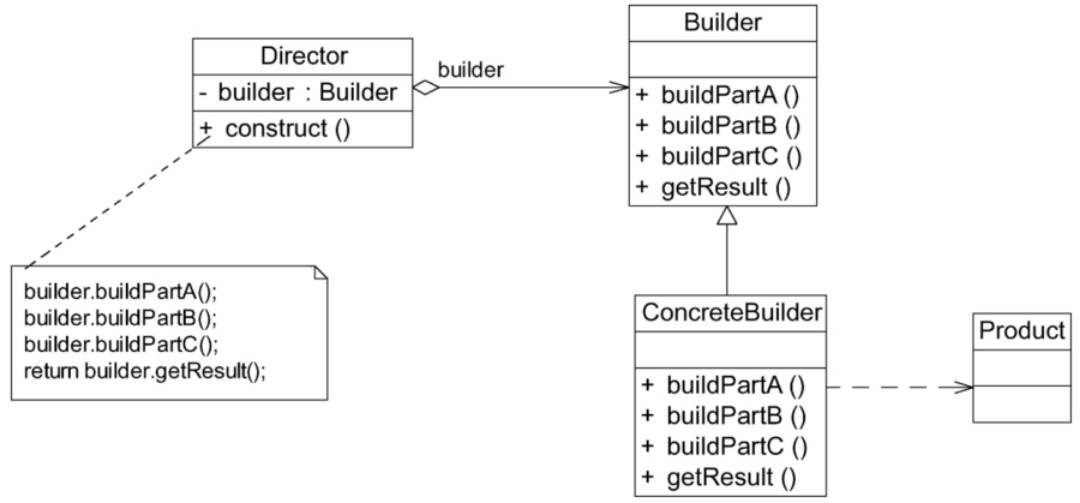 Director
- builder : Builder
+ construct ()
builder
Builder
+ buildPartA ()
+ buildPartB ()
+ buildPartC ()
+ getResult ()
builder.buildPartA();
builder.buildPartB();
builder.buildPartC();
return builder.getResult();
ConcreteBuilder
+ buildPartA ()
+ buildPartB ()
+ buildPartC ()
+ getResult ()
Product